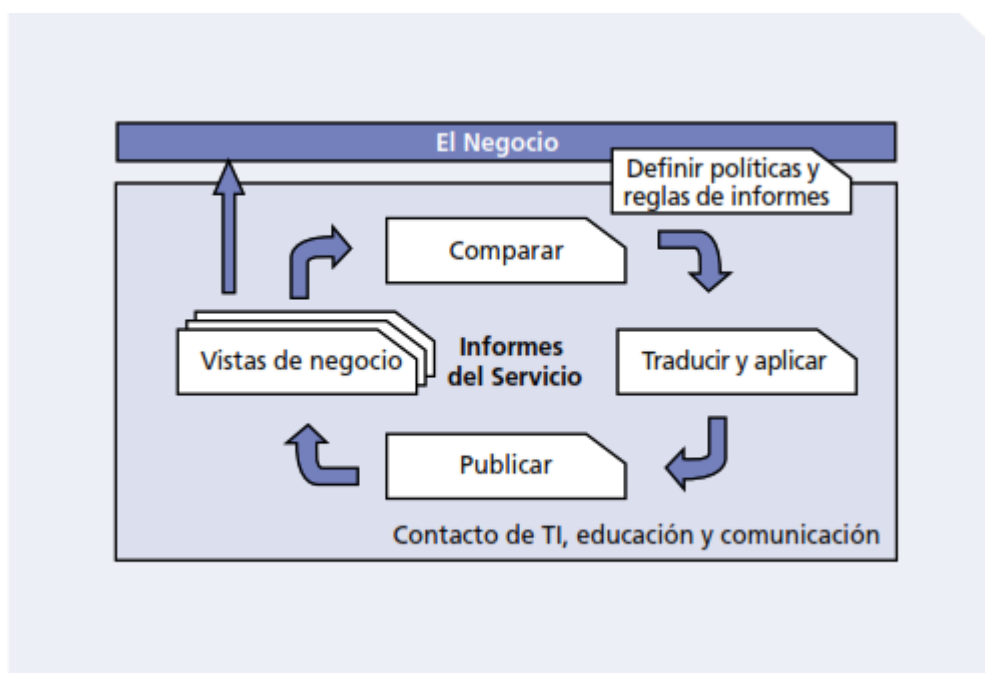 El Negocio
Definir políticas y
reglas de informes
Comparar
Vistas de negocio
Informes
del Servicio
Traducir y aplicar
Publicar
Contacto de TI, educación y comunicación